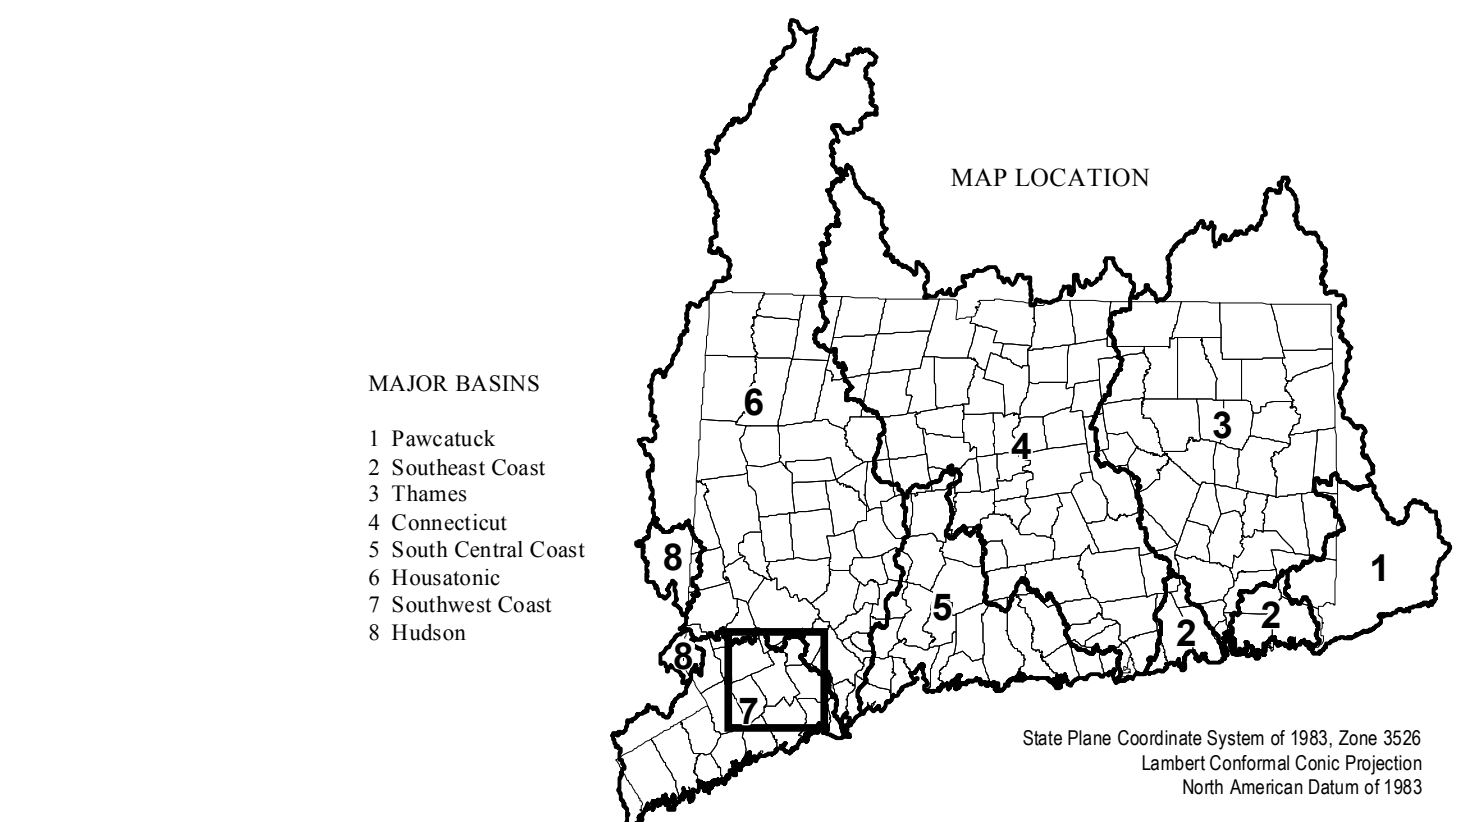 MAP LOCATION
MAJOR BASINS
1 Pawcatuck
2 Southeast Coast
3 Thames
4 Connecticut
5 South Central Coast
6 Housatonic
7 Southwest Coast
8 Hudson
6
3
4
8
1
5
2
2
8
7
State Plane Coordinate System of 1983, Zone 3526
Lambert Conformal Conic Projection
North American Datum of 1983